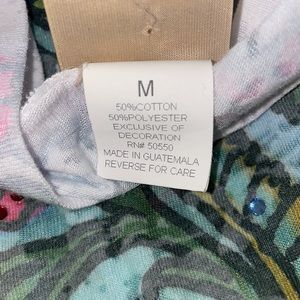 M
50%COTTON
50%POLYESTER
EXCLUSIVE OF
DECORATION
RN# 50550
MADE IN GUATEMALA
REVERSE FOR CARE